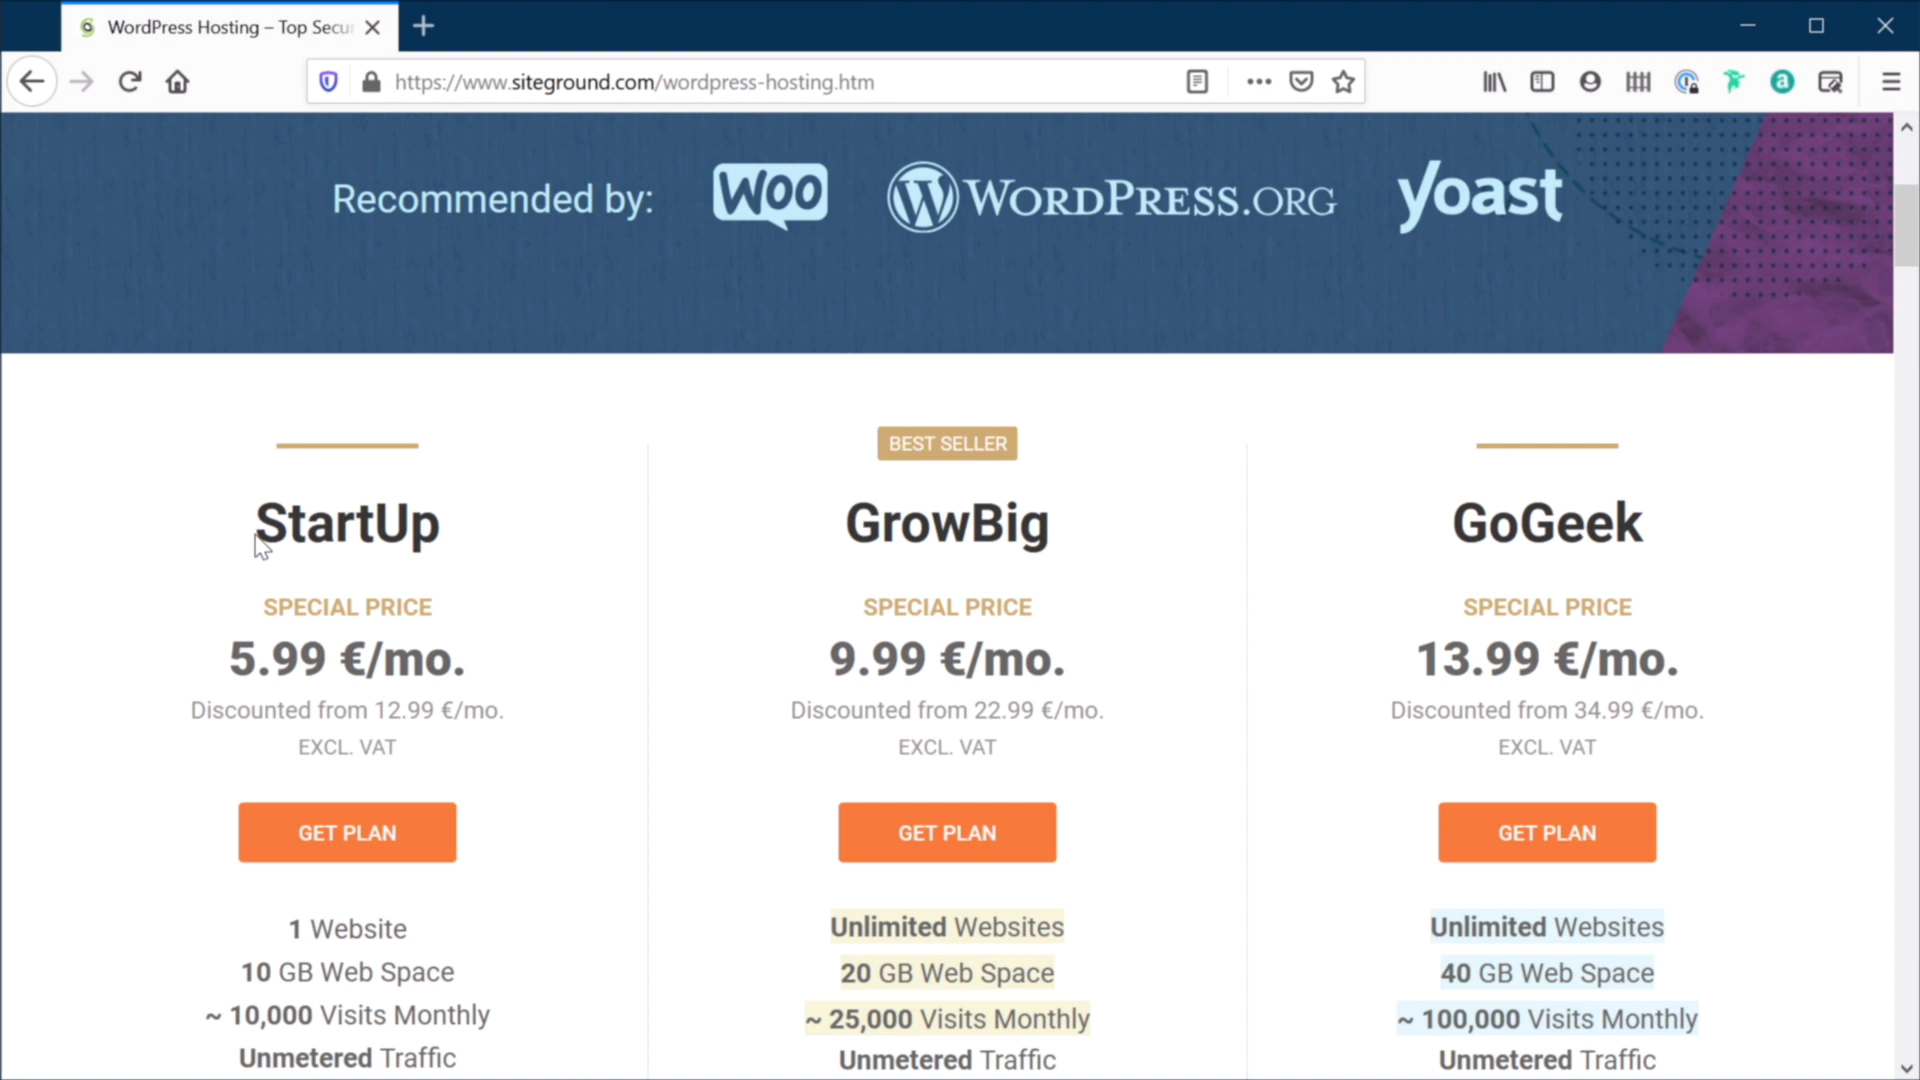 WordPress Hosting – Top Secur
https://www.siteground.com/wordpress-hosting.htm
Recommended by: WOO WORDPRESS.ORG yoast
BEST SELLER
StartUp
SPECIAL PRICE
5.99 €/mo.
Discounted from 12.99 €/mo.
EXCL. VAT
GET PLAN
1 Website
10 GB Web Space
~ 10,000 Visits Monthly
Unmetered Traffic
GrowBig
SPECIAL PRICE
9.99 €/mo.
Discounted from 22.99 €/mo.
EXCL. VAT
GET PLAN
Unlimited Websites
20 GB Web Space
~ 25,000 Visits Monthly
Unmetered Traffic
GoGeek
SPECIAL PRICE
13.99 €/mo.
Discounted from 34.99 €/mo.
EXCL. VAT
GET PLAN
Unlimited Websites
40 GB Web Space
~ 100,000 Visits Monthly
Unmetered Traffic